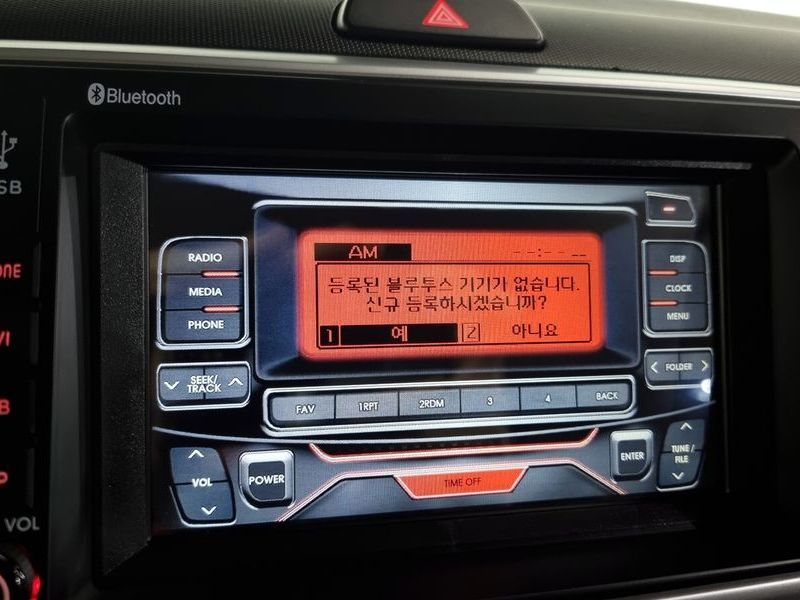 Bluetooth
SB
ONE
VOL
RADIO
MEDIA
PHONE
SEEK/
TRACK
VOL
POWER
AM
--:-- --
등록된 블루투스 기기가 없습니다.
신규 등록하시겠습니까?
1 예 2 아니요
FAV 1RPT 2RDM 3 4 BACK
TIME OFF
DISP
CLOCK
MENU
FOLDER
ENTER
TUNE/
FILE